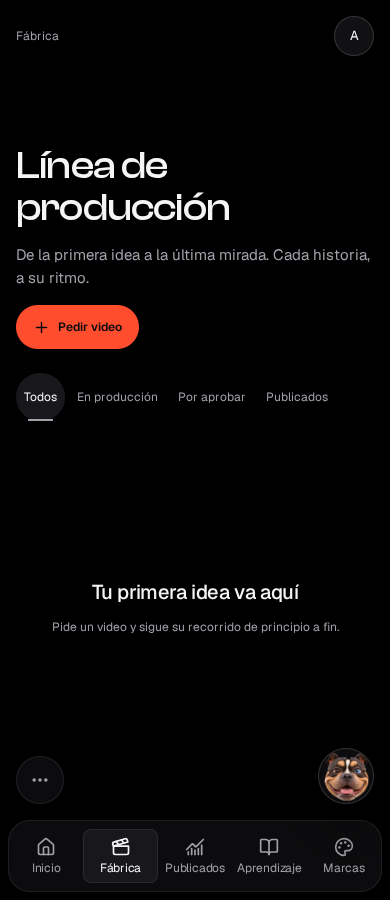 Fábrica
A
Línea de
producción
De la primera idea a la última mirada. Cada historia,
a su ritmo.
Pedir video
Todos
En producción
Por aprobar
Publicados
Tu primera idea va aquí
Pide un video y sigue su recorrido de principio a fin.
Inicio
Fábrica
Publicados
Aprendizaje
Marcas